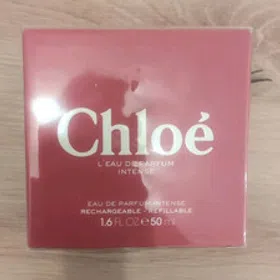 Chloé
L'EAU DE PARFUM
INTENSE
EAU DE PARFUM INTENSE
RECHARGEABLE - REFILLABLE
1.6 FL.OZ e 50 ml